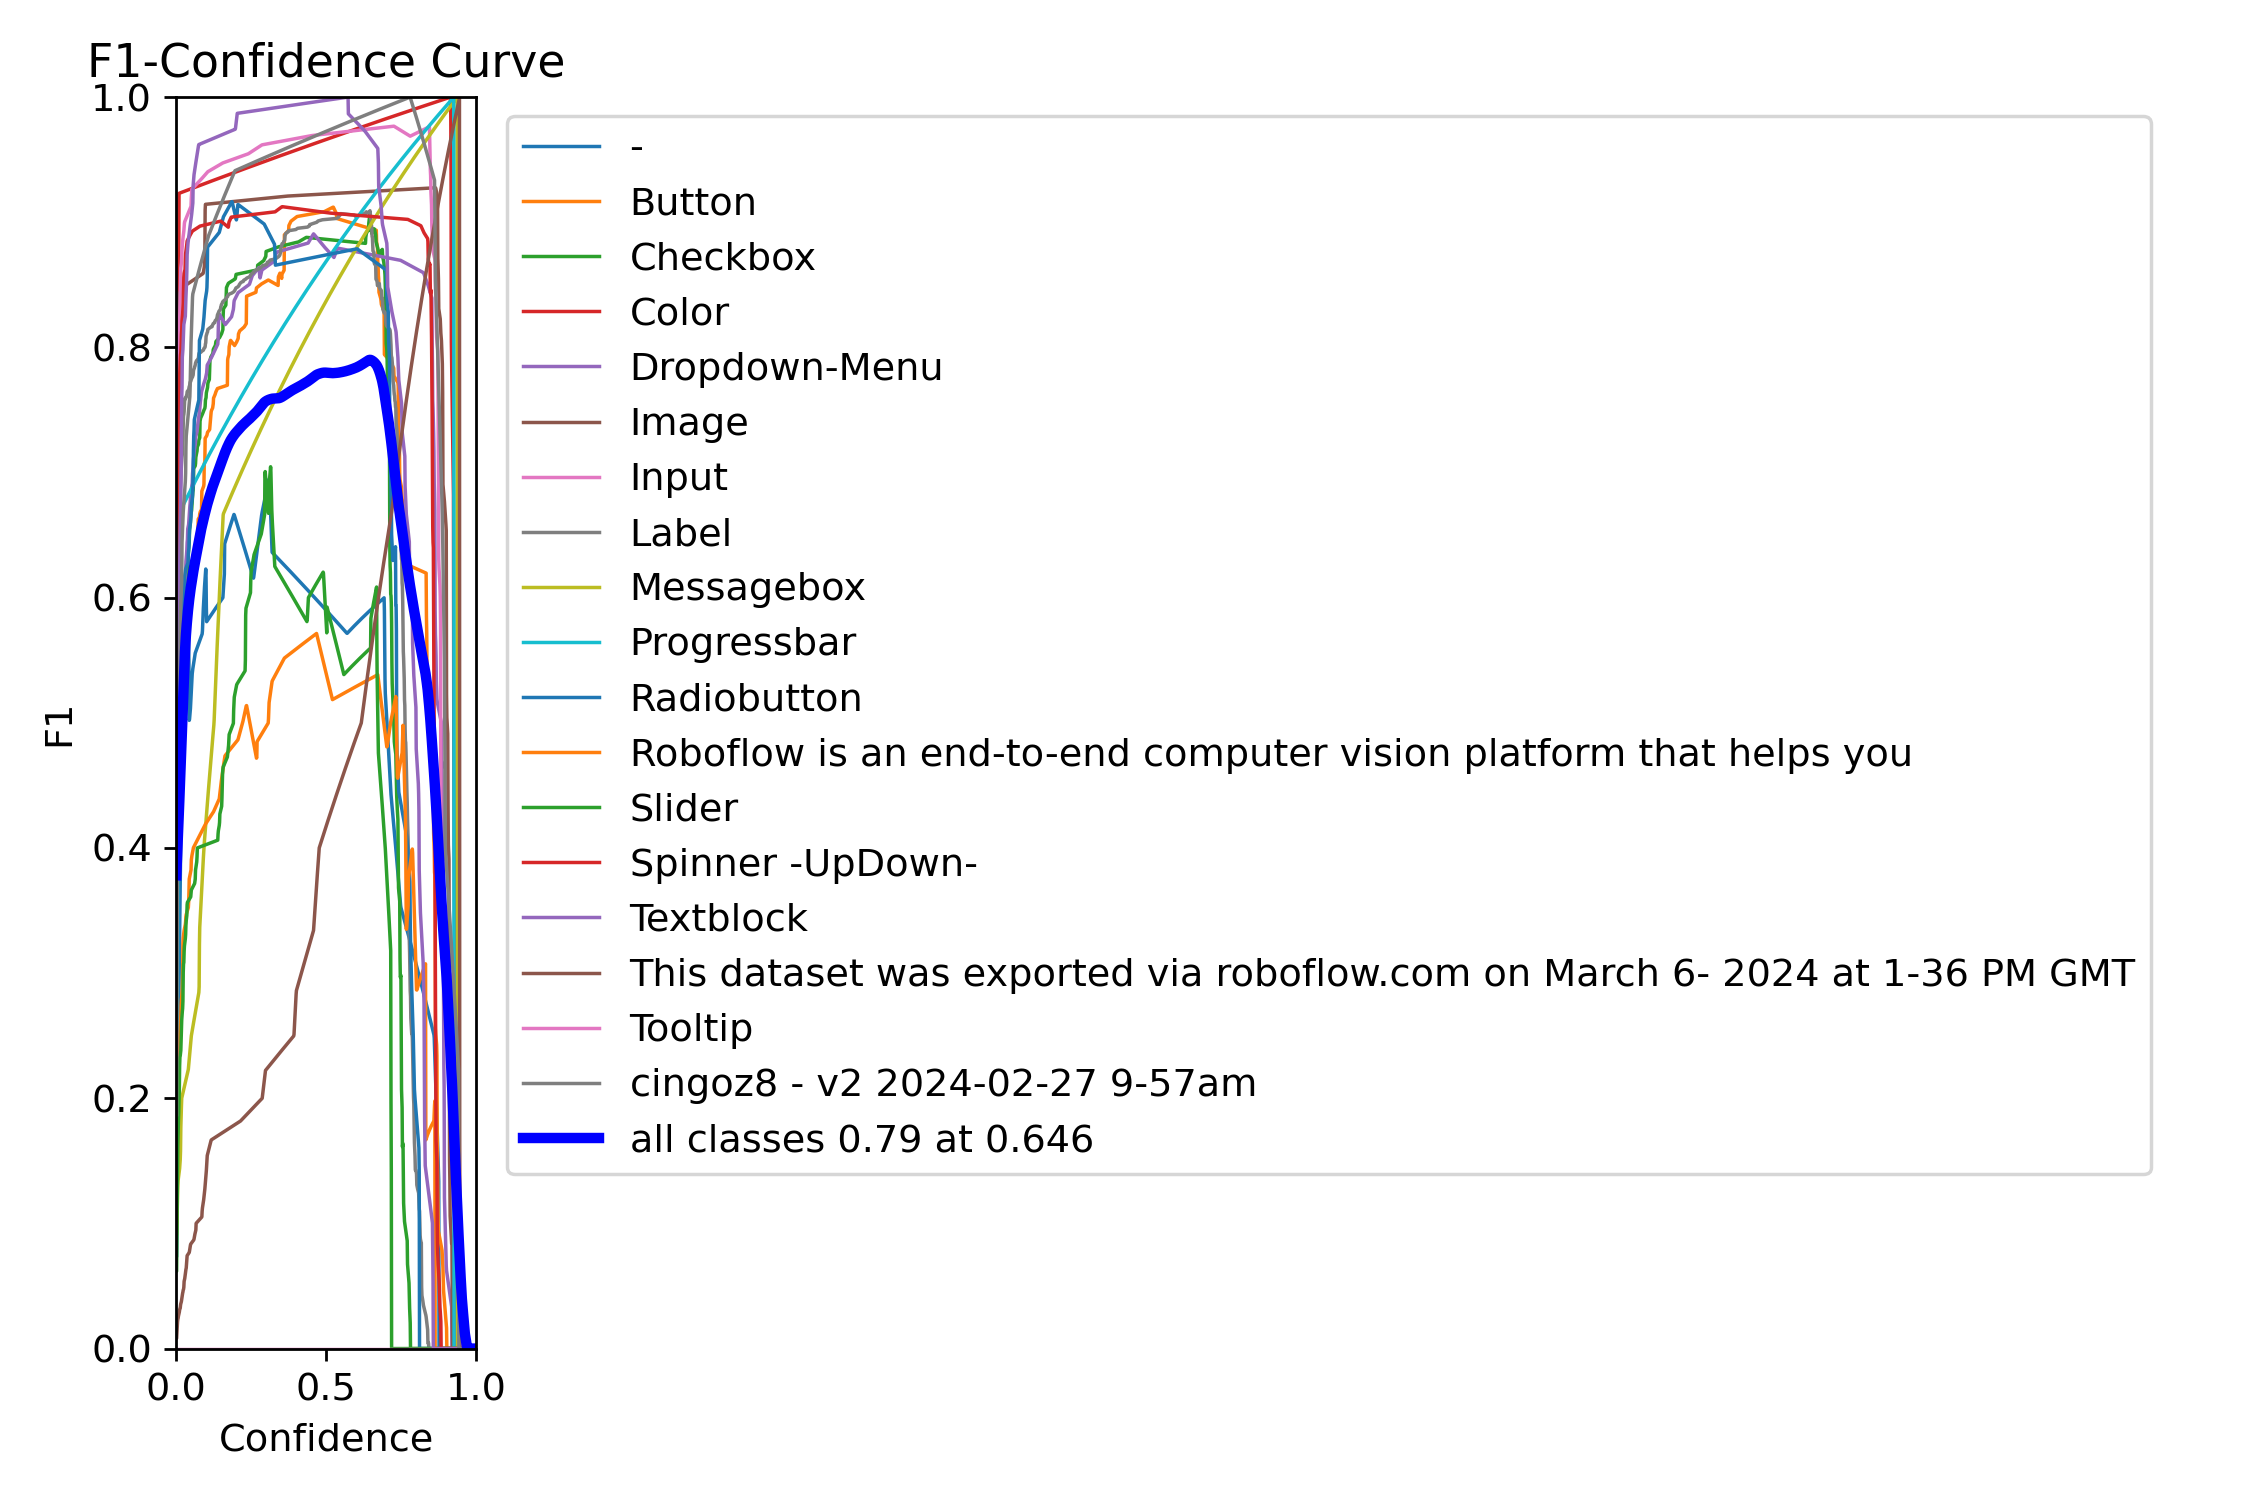 F1-Confidence Curve
1.0
0.8
0.6
0.4
0.2
0.0
F1
0.0 0.5 1.0
Confidence
-
Button
Checkbox
Color
Dropdown-Menu
Image
Input
Label
Messagebox
Progressbar
Radiobutton
Roboflow is an end-to-end computer vision platform that helps you
Slider
Spinner -UpDown-
Textblock
This dataset was exported via roboflow.com on March 6- 2024 at 1-36 PM GMT
Tooltip
cingoz8 - v2 2024-02-27 9-57am
all classes 0.79 at 0.646